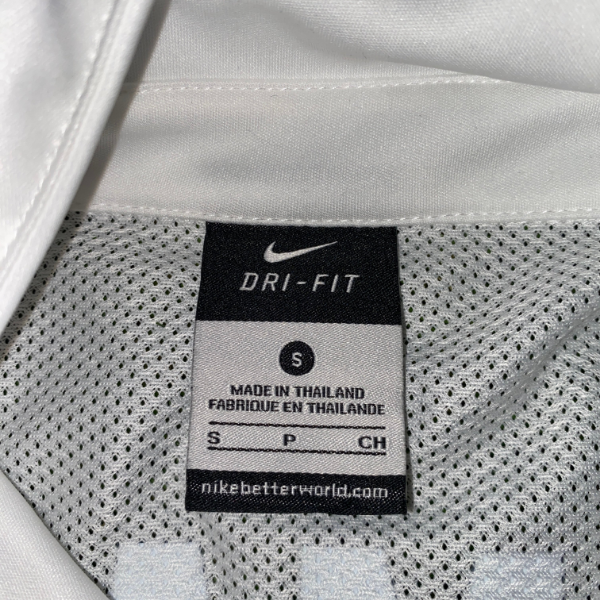 DRI-FIT
S
MADE IN THAILAND
FABRIQUE EN THAILANDE
S P CH
nikebetterworld.com